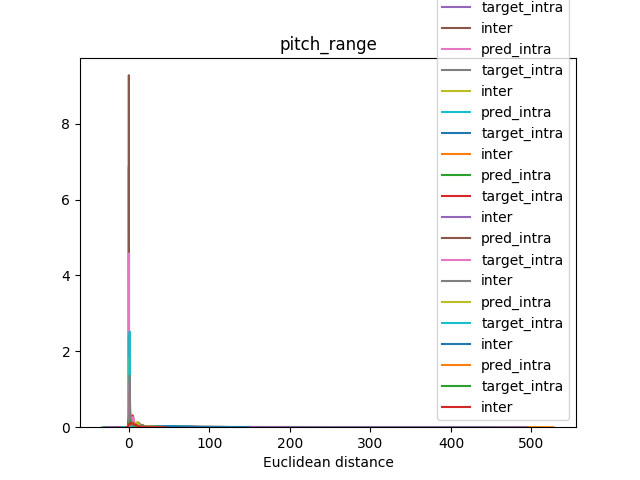 target_intra
inter
pitch_range
pred_intra
target_intra
inter
pred_intra
target_intra
inter
pred_intra
target_intra
inter
pred_intra
target_intra
inter
pred_intra
target_intra
inter
pred_intra
target_intra
inter
8
6
4
2
0
0 100 200 300 400 500
Euclidean distance